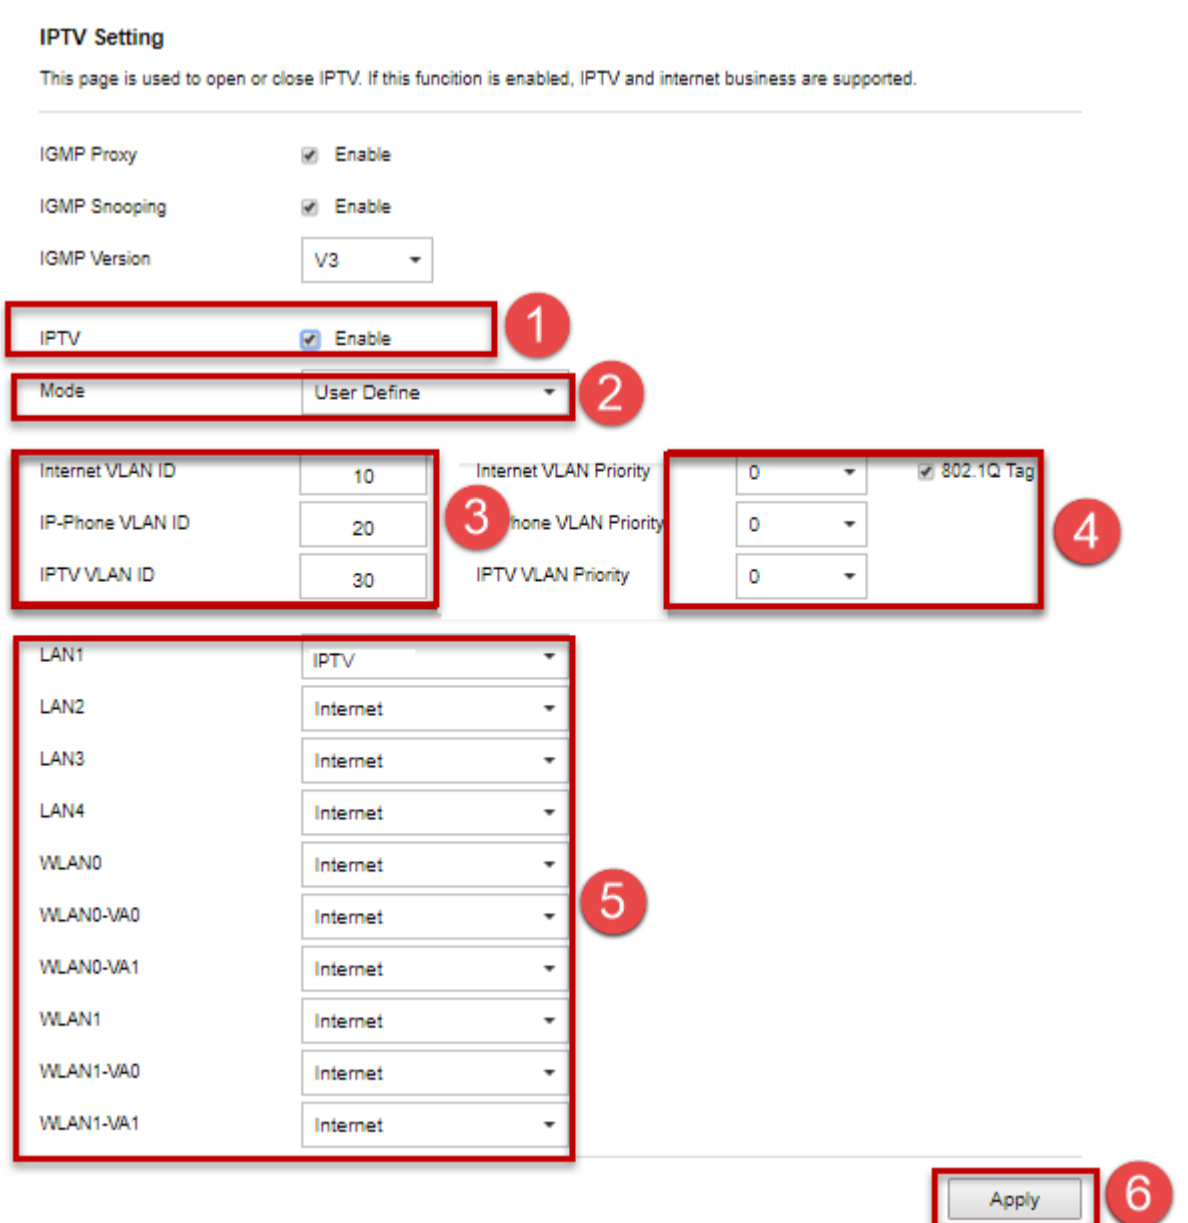 IPTV Setting
This page is used to open or close IPTV. If this funcition is enabled, IPTV and internet business are supported.
IGMP Proxy Enable
IGMP Snooping Enable
IGMP Version V3
IPTV Enable 1
Mode User Define 2
Internet VLAN ID 10 Internet VLAN Priority 0 802.1Q Tag
IP-Phone VLAN ID 20 3 hone VLAN Priority 0 4
IPTV VLAN ID 30 IPTV VLAN Priority 0
LAN1 IPTV
LAN2 Internet
LAN3 Internet
LAN4 Internet
WLAN0 Internet
WLAN0-VA0 Internet 5
WLAN0-VA1 Internet
WLAN1 Internet
WLAN1-VA0 Internet
WLAN1-VA1 Internet
Apply 6